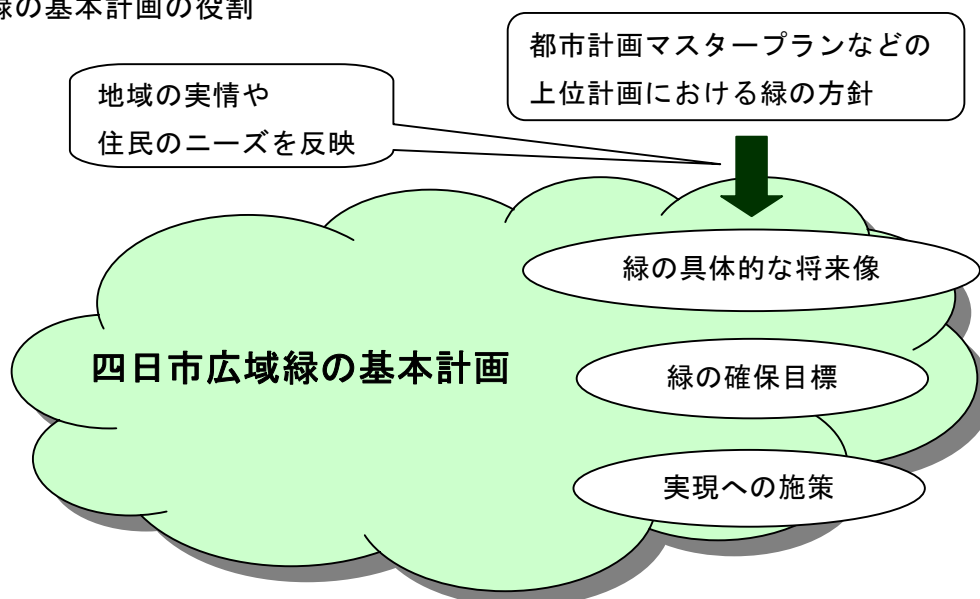 緑の基本計画の役割
都市計画マスタープランなどの
上位計画における緑の方針
地域の実情や
住民のニーズを反映
緑の具体的な将来像
四日市広域緑の基本計画
緑の確保目標
実現への施策